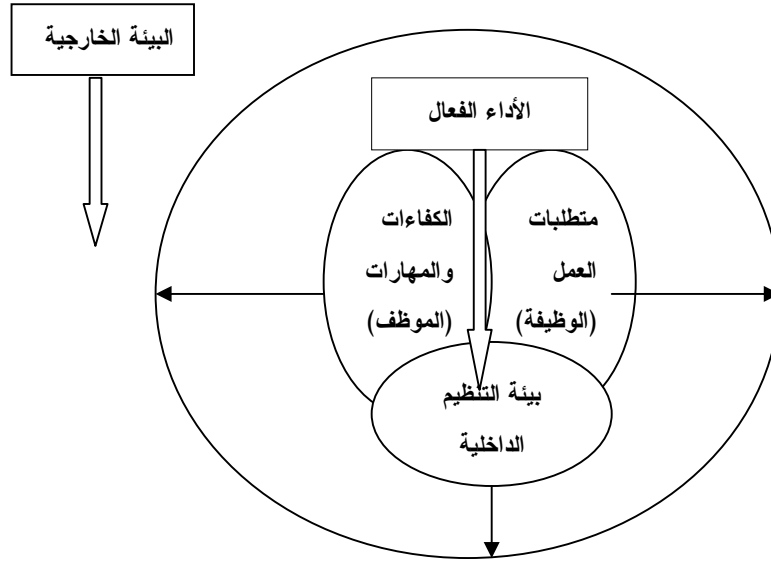 البيئة الخارجية
الأداء الفعال
متطلبات
العمل
(الوظيفة)
الكفاءات
والمهارات
(الموظف)
بيئة التنظيم
الداخلية